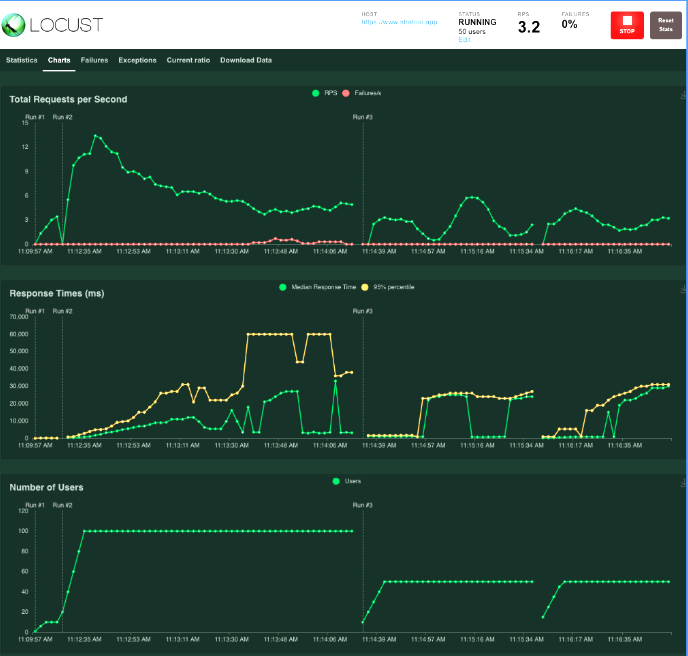 LOCUST
HOST
STATUS
RUNNING
50 users
Edit
RPS
3.2
FAILURES
0%
STOP
Reset
Stats
Statistics Charts Failures Exceptions Current ratio Download Data
Total Requests per Second
RPS Failures/s
Run #1 Run #2 Run #3
15
12
9
6
3
0
11:09:57 AM 11:12:35 AM 11:12:53 AM 11:13:11 AM 11:13:30 AM 11:13:48 AM 11:14:06 AM 11:14:39 AM 11:14:57 AM 11:15:16 AM 11:15:34 AM 11:16:17 AM 11:16:35 AM
Response Times (ms)
Median Response Time 95% percentile
Run #1 Run #2 Run #3
70,000
60,000
50,000
40,000
30,000
20,000
10,000
0
11:09:57 AM 11:12:35 AM 11:12:53 AM 11:13:11 AM 11:13:30 AM 11:13:48 AM 11:14:06 AM 11:14:39 AM 11:14:57 AM 11:15:16 AM 11:15:34 AM 11:16:17 AM 11:16:35 AM
Number of Users
Users
Run #1 Run #2 Run #3
120
100
80
60
40
20
0
11:09:57 AM 11:12:35 AM 11:12:53 AM 11:13:11 AM 11:13:30 AM 11:13:48 AM 11:14:06 AM 11:14:39 AM 11:14:57 AM 11:15:16 AM 11:15:34 AM 11:16:17 AM 11:16:35 AM